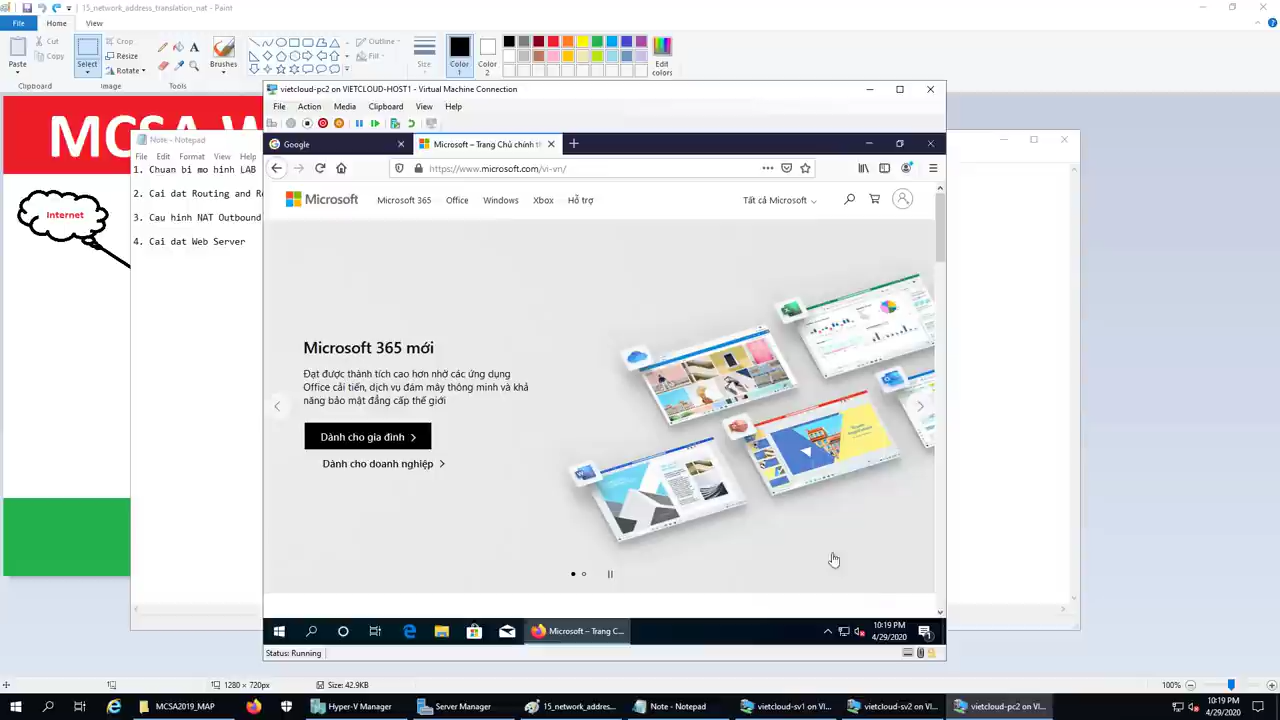 15_network_address_translation_nat - Paint
File
Home
View
Paste
Cut
Copy
Clipboard
Select
Crop
Resize
Rotate
Image
Tools
Brushes
Shapes
Outline
Fill
Size
Color 1
Color 2
Edit colors
Colors
MCSA W
Internet
Note - Notepad
File Edit Format View Help
1. Chuan bi mo hinh LAB
2. Cai dat Routing and Re
3. Cau hinh NAT Outbound
4. Cai dat Web Server
vietcloud-pc2 on VIETCLOUD-HOST1 - Virtual Machine Connection
File Action Media Clipboard View Help
Google
Microsoft – Trang Chủ chính th
https://www.microsoft.com/vi-vn/
Microsoft
Microsoft 365
Office
Windows
Xbox
Hỗ trợ
Tất cả Microsoft
Microsoft 365 mới
Đạt được thành tích cao hơn nhờ các ứng dụng
Office cải tiến, dịch vụ đám mây thông minh và khả
năng bảo mật đẳng cấp thế giới
Dành cho gia đình
Dành cho doanh nghiệp
Microsoft – Trang C...
10:19 PM
4/29/2020
1
Status: Running
1280 × 720px
Size: 42.9KB
100%
MCSA2019_MAP
Hyper-V Manager
Server Manager
15_network_addres...
Note - Notepad
vietcloud-sv1 on VI...
vietcloud-sv2 on VI...
vietcloud-pc2 on VI...
10:19 PM
4/29/2020